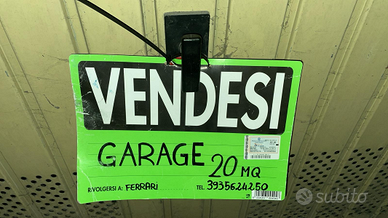 VENDESI
GARAGE 20 MQ
RIVOLGERSI A: FERRARI TEL. 3935624250
subito